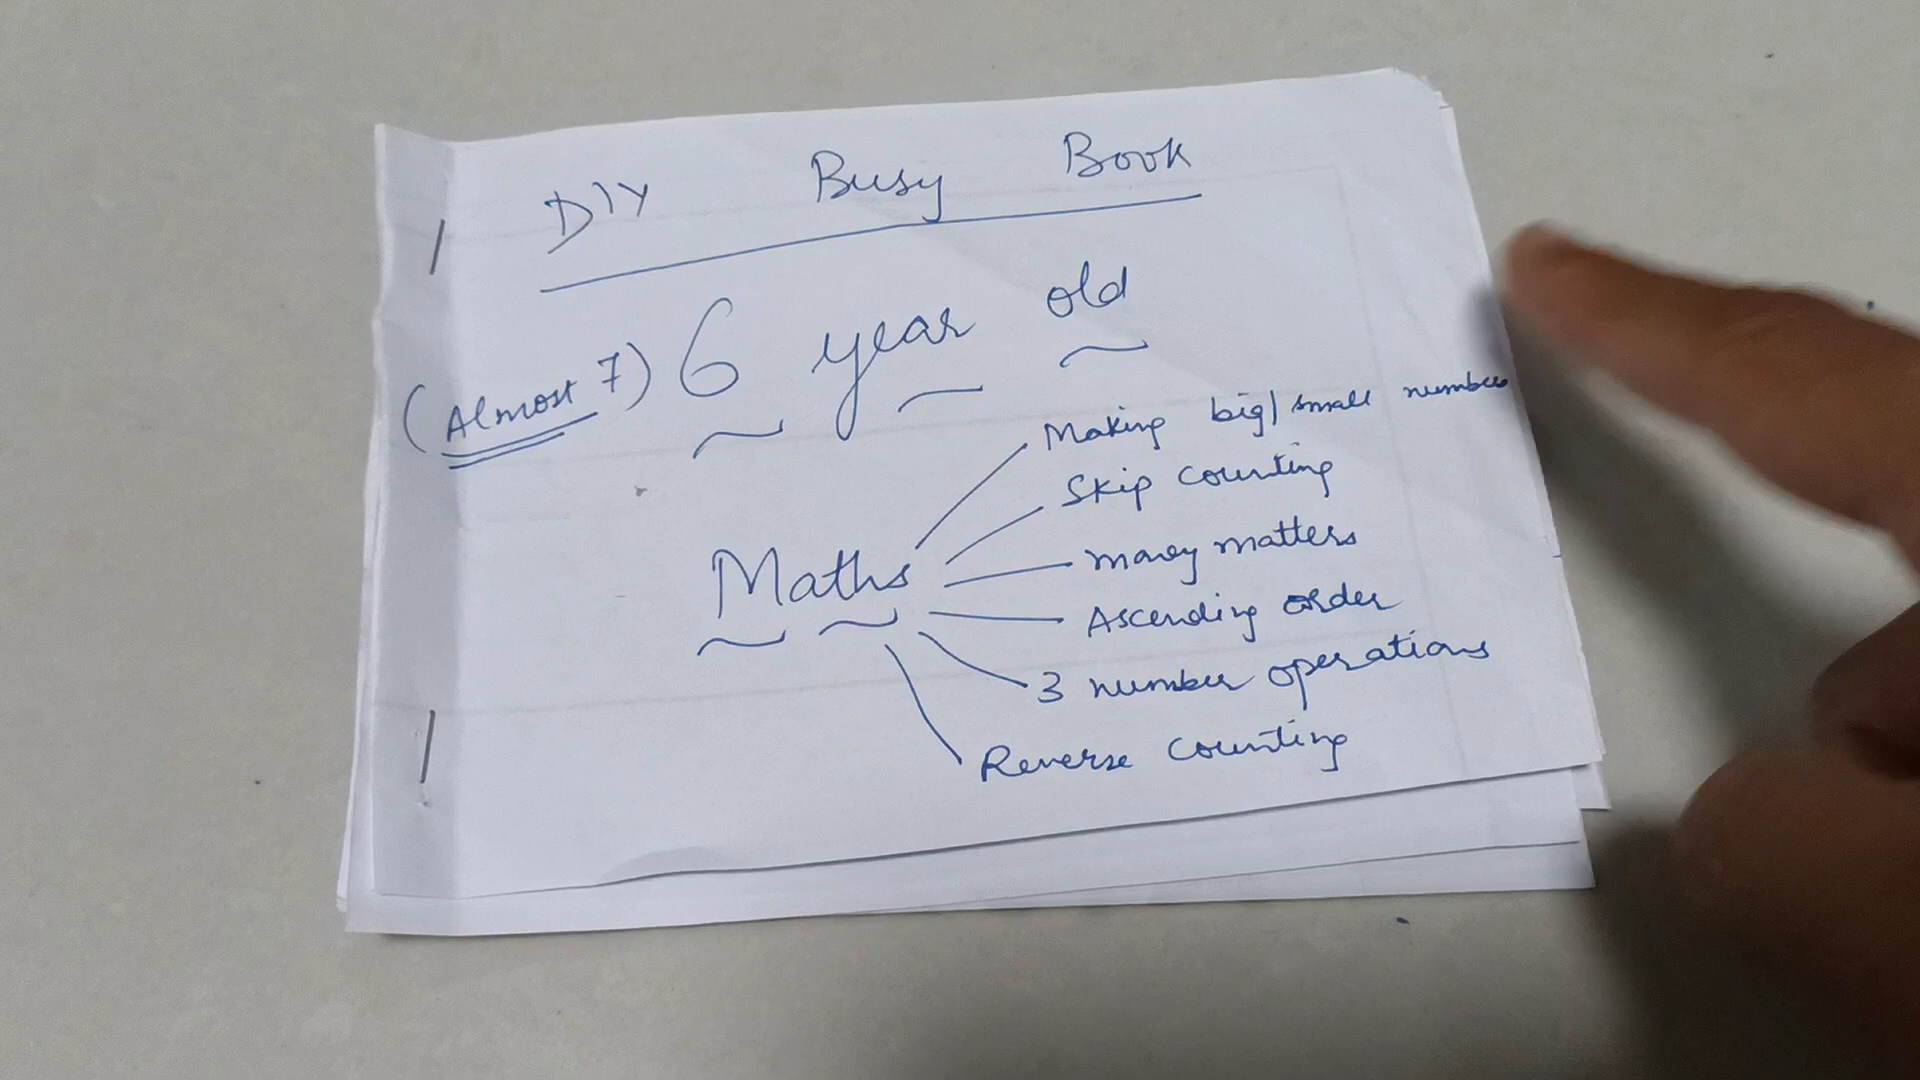 DIY Busy Book
(Almost 7) 6 year old
Making big/small number
Skip counting
money matters
Maths
Ascending order
3 number operations
Reverse counting